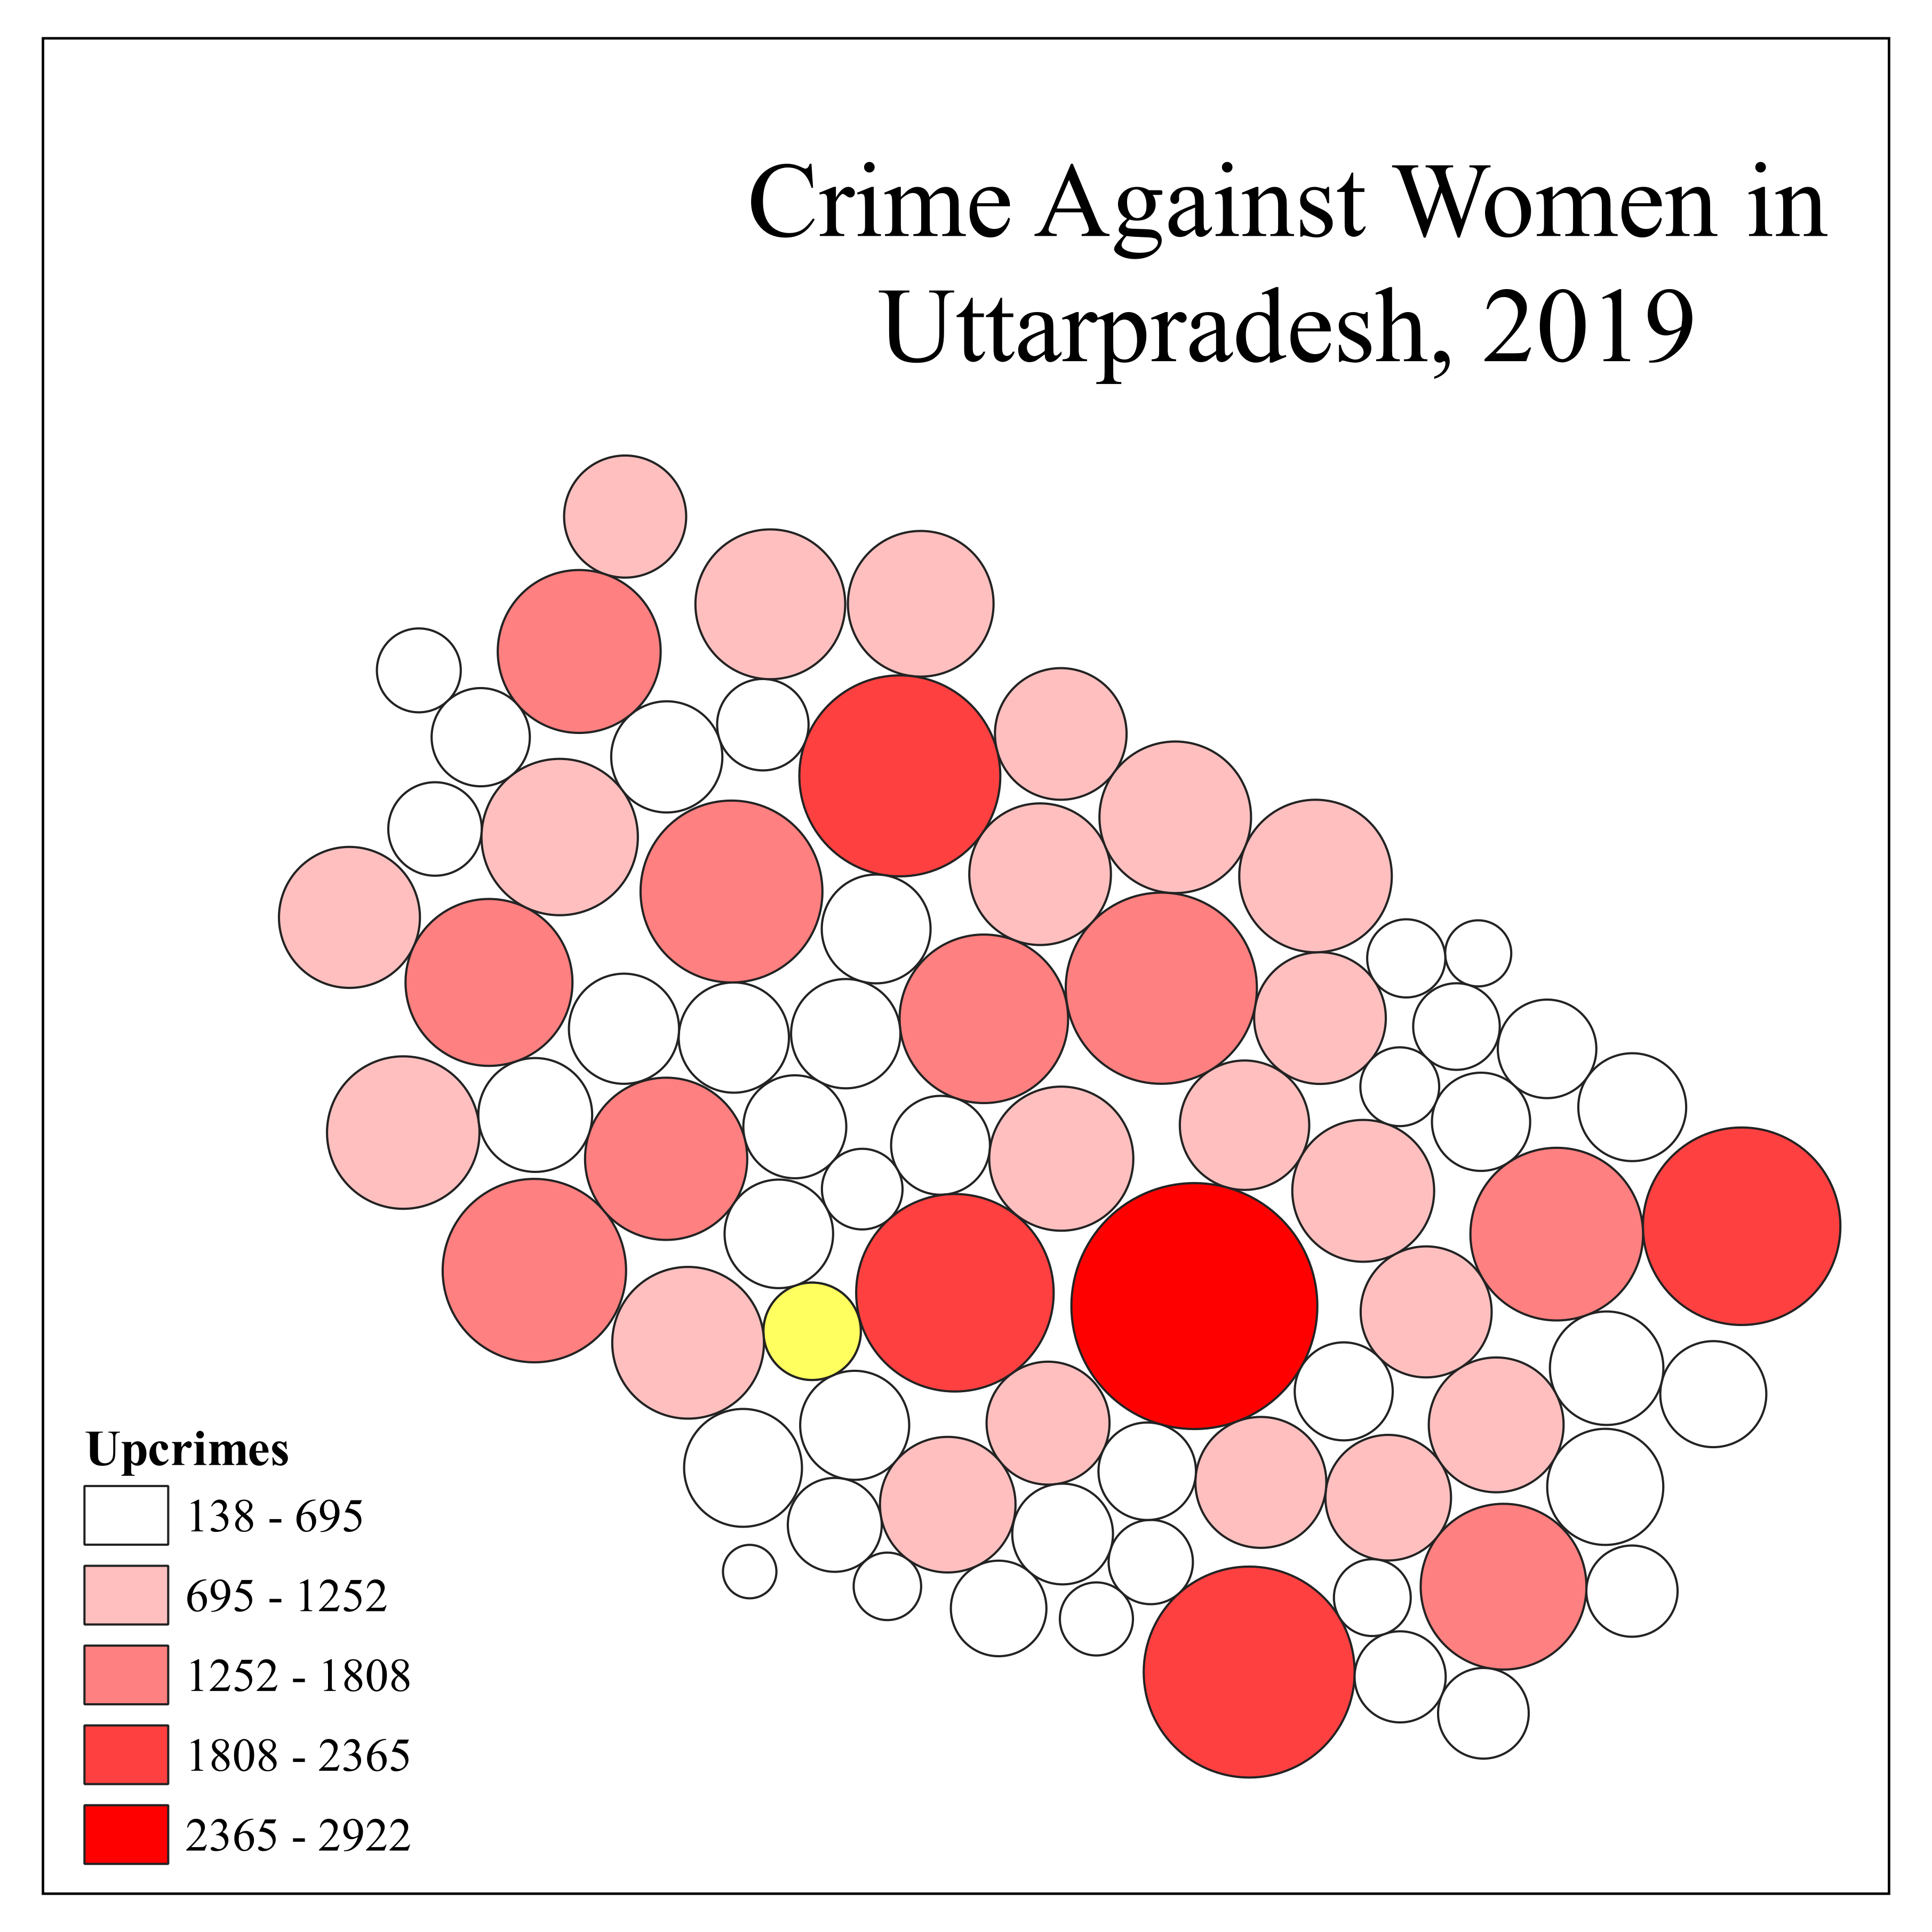 Crime Against Women in
Uttarpradesh, 2019
Upcrimes
138 - 695
695 - 1252
1252 - 1808
1808 - 2365
2365 - 2922